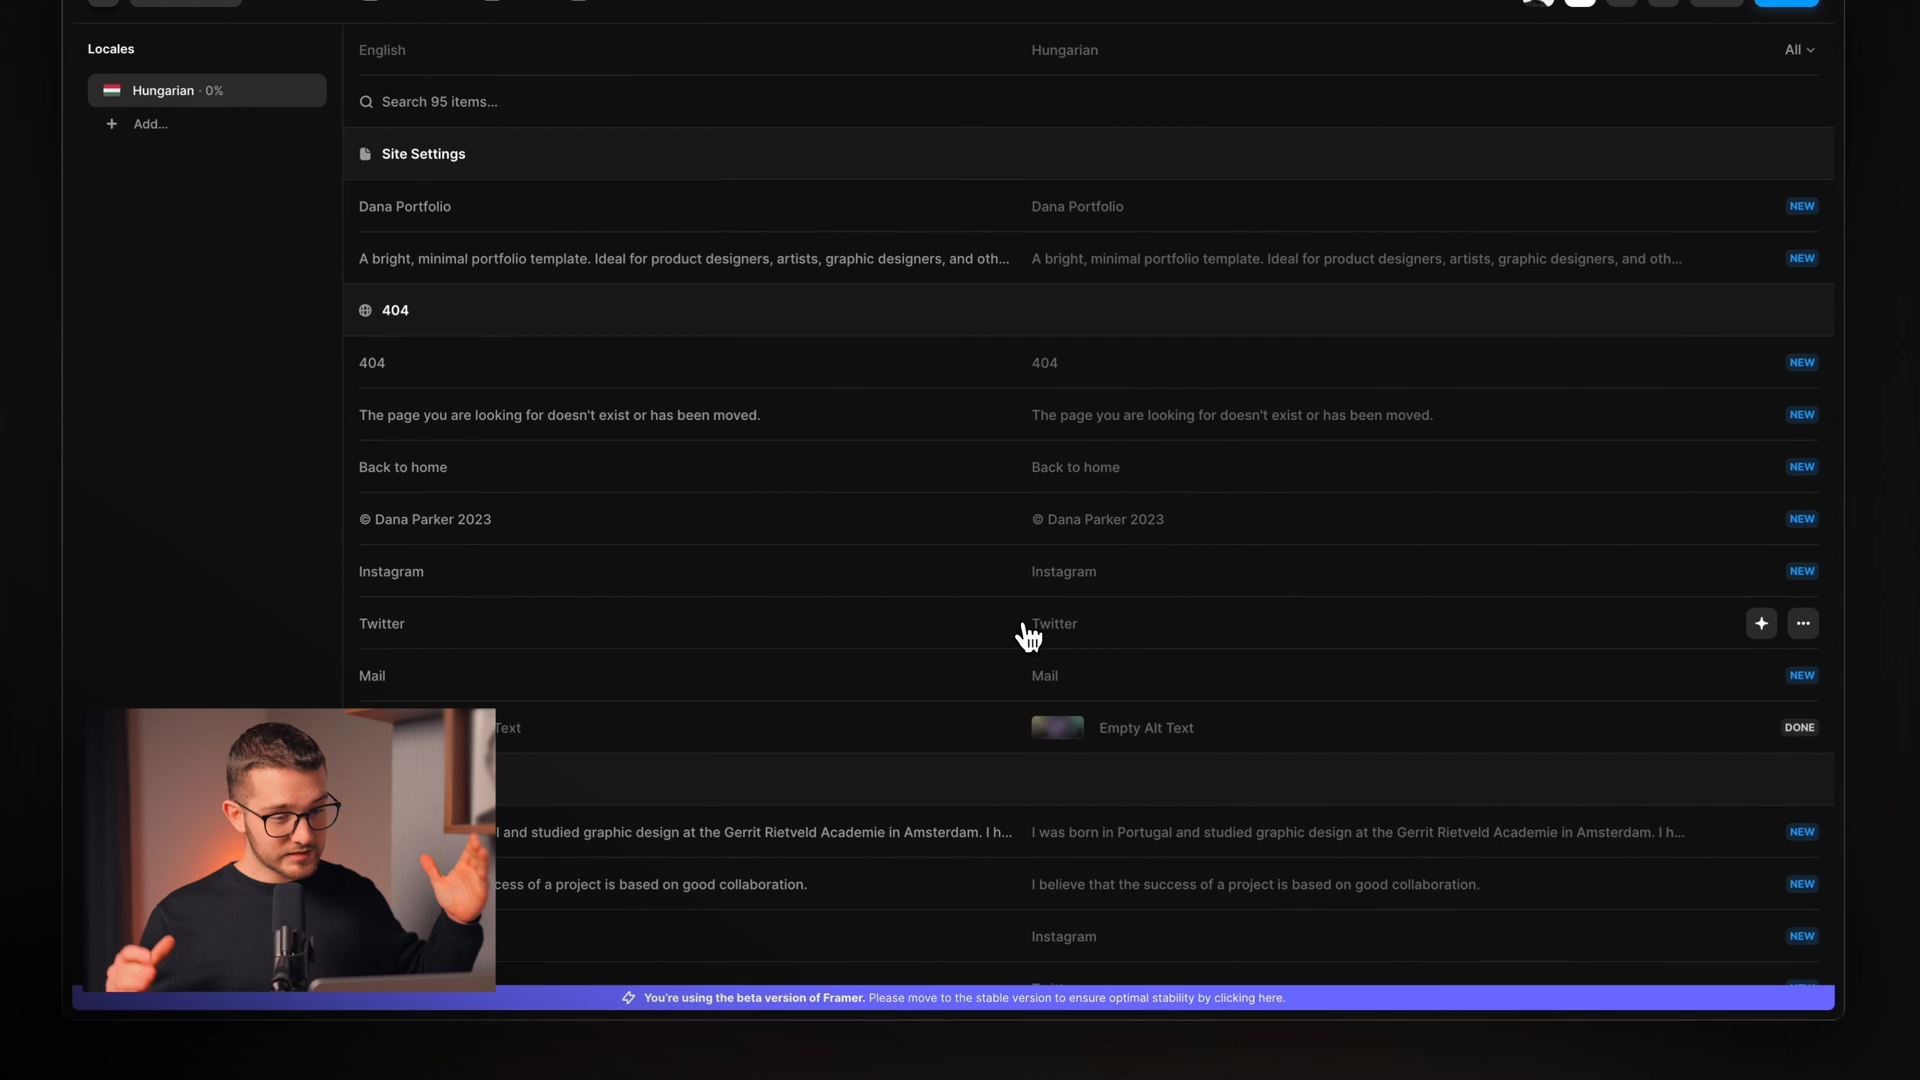 Locales
English
Hungarian
All
Hungarian · 0%
Search 95 items...
Add...
Site Settings
Dana Portfolio
Dana Portfolio
NEW
A bright, minimal portfolio template. Ideal for product designers, artists, graphic designers, and oth...
A bright, minimal portfolio template. Ideal for product designers, artists, graphic designers, and oth...
NEW
404
404
404
NEW
The page you are looking for doesn't exist or has been moved.
The page you are looking for doesn't exist or has been moved.
NEW
Back to home
Back to home
NEW
© Dana Parker 2023
© Dana Parker 2023
NEW
Instagram
Instagram
NEW
Twitter
Twitter
Mail
Mail
NEW
Text
Empty Alt Text
DONE
l and studied graphic design at the Gerrit Rietveld Academie in Amsterdam. I h...
I was born in Portugal and studied graphic design at the Gerrit Rietveld Academie in Amsterdam. I h...
NEW
cess of a project is based on good collaboration.
I believe that the success of a project is based on good collaboration.
NEW
Instagram
NEW
You're using the beta version of Framer. Please move to the stable version to ensure optimal stability by clicking here.